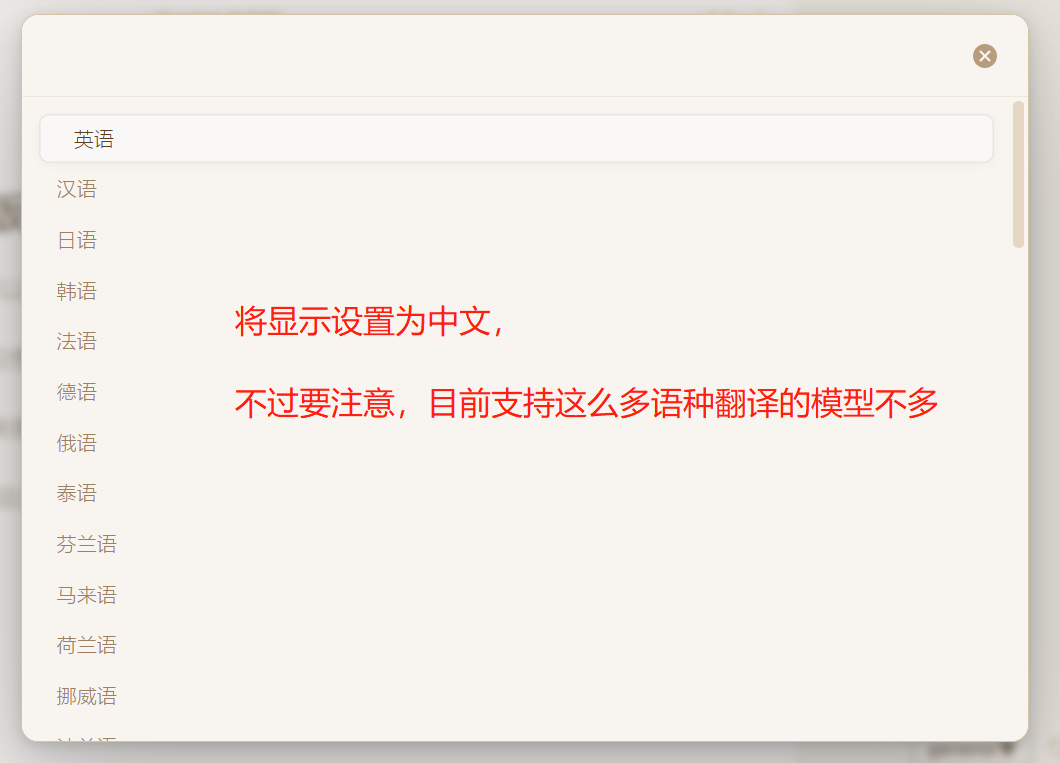 英语
汉语
日语
韩语
将显示设置为中文，
法语
德语
不过要注意，目前支持这么多语种翻译的模型不多
俄语
泰语
芬兰语
马来语
荷兰语
挪威语